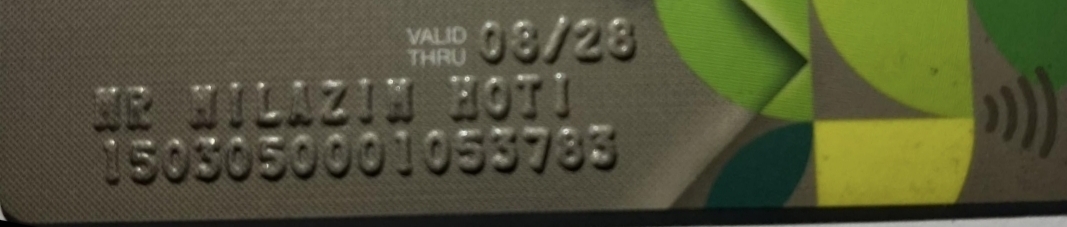 VALID
THRU 08/28
MR MILAZIM HOTI
1503050001053783